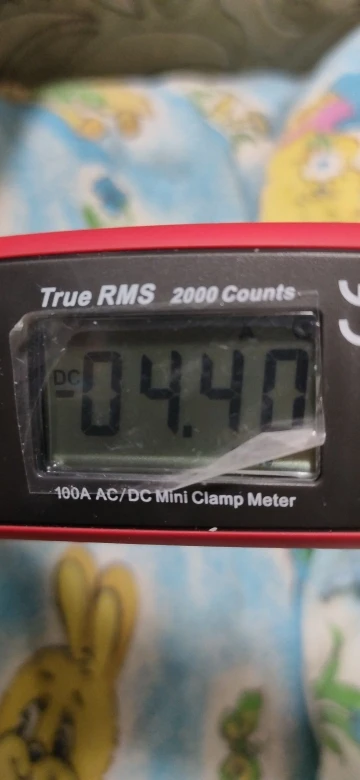 True RMS 2000 Counts
DC
-04.40
100A AC/DC Mini Clamp Meter